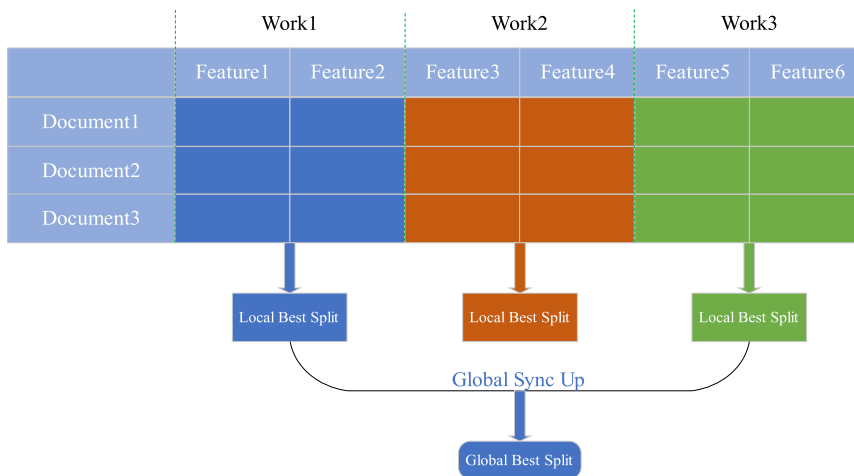 Work1 Work2 Work3
Feature1 Feature2 Feature3 Feature4 Feature5 Feature6
Document1
Document2
Document3
Local Best Split Local Best Split Local Best Split
Global Sync Up
Global Best Split